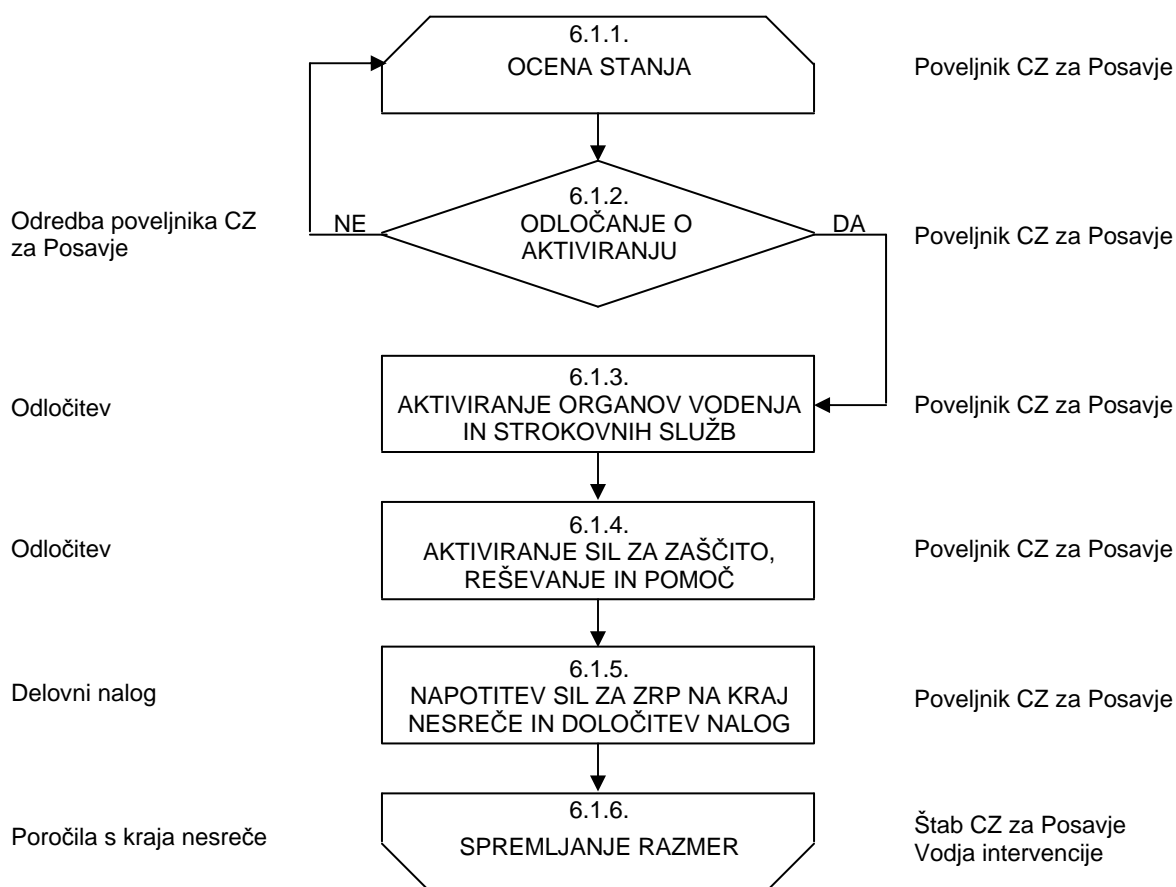 6.1.1.
OCENA STANJA
Poveljnik CZ za Posavje
Odredba poveljnika CZ
za Posavje
NE
6.1.2.
ODLOČANJE O
AKTIVIRANJU
DA
Poveljnik CZ za Posavje
Odločitev
6.1.3.
AKTIVIRANJE ORGANOV VODENJA
IN STROKOVNIH SLUŽB
Poveljnik CZ za Posavje
Odločitev
6.1.4.
AKTIVIRANJE SIL ZA ZAŠČITO,
REŠEVANJE IN POMOČ
Poveljnik CZ za Posavje
Delovni nalog
6.1.5.
NAPOTITEV SIL ZA ZRP NA KRAJ
NESREČE IN DOLOČITEV NALOG
Poveljnik CZ za Posavje
Poročila s kraja nesreče
6.1.6.
SPREMLJANJE RAZMER
Štab CZ za Posavje
Vodja intervencije